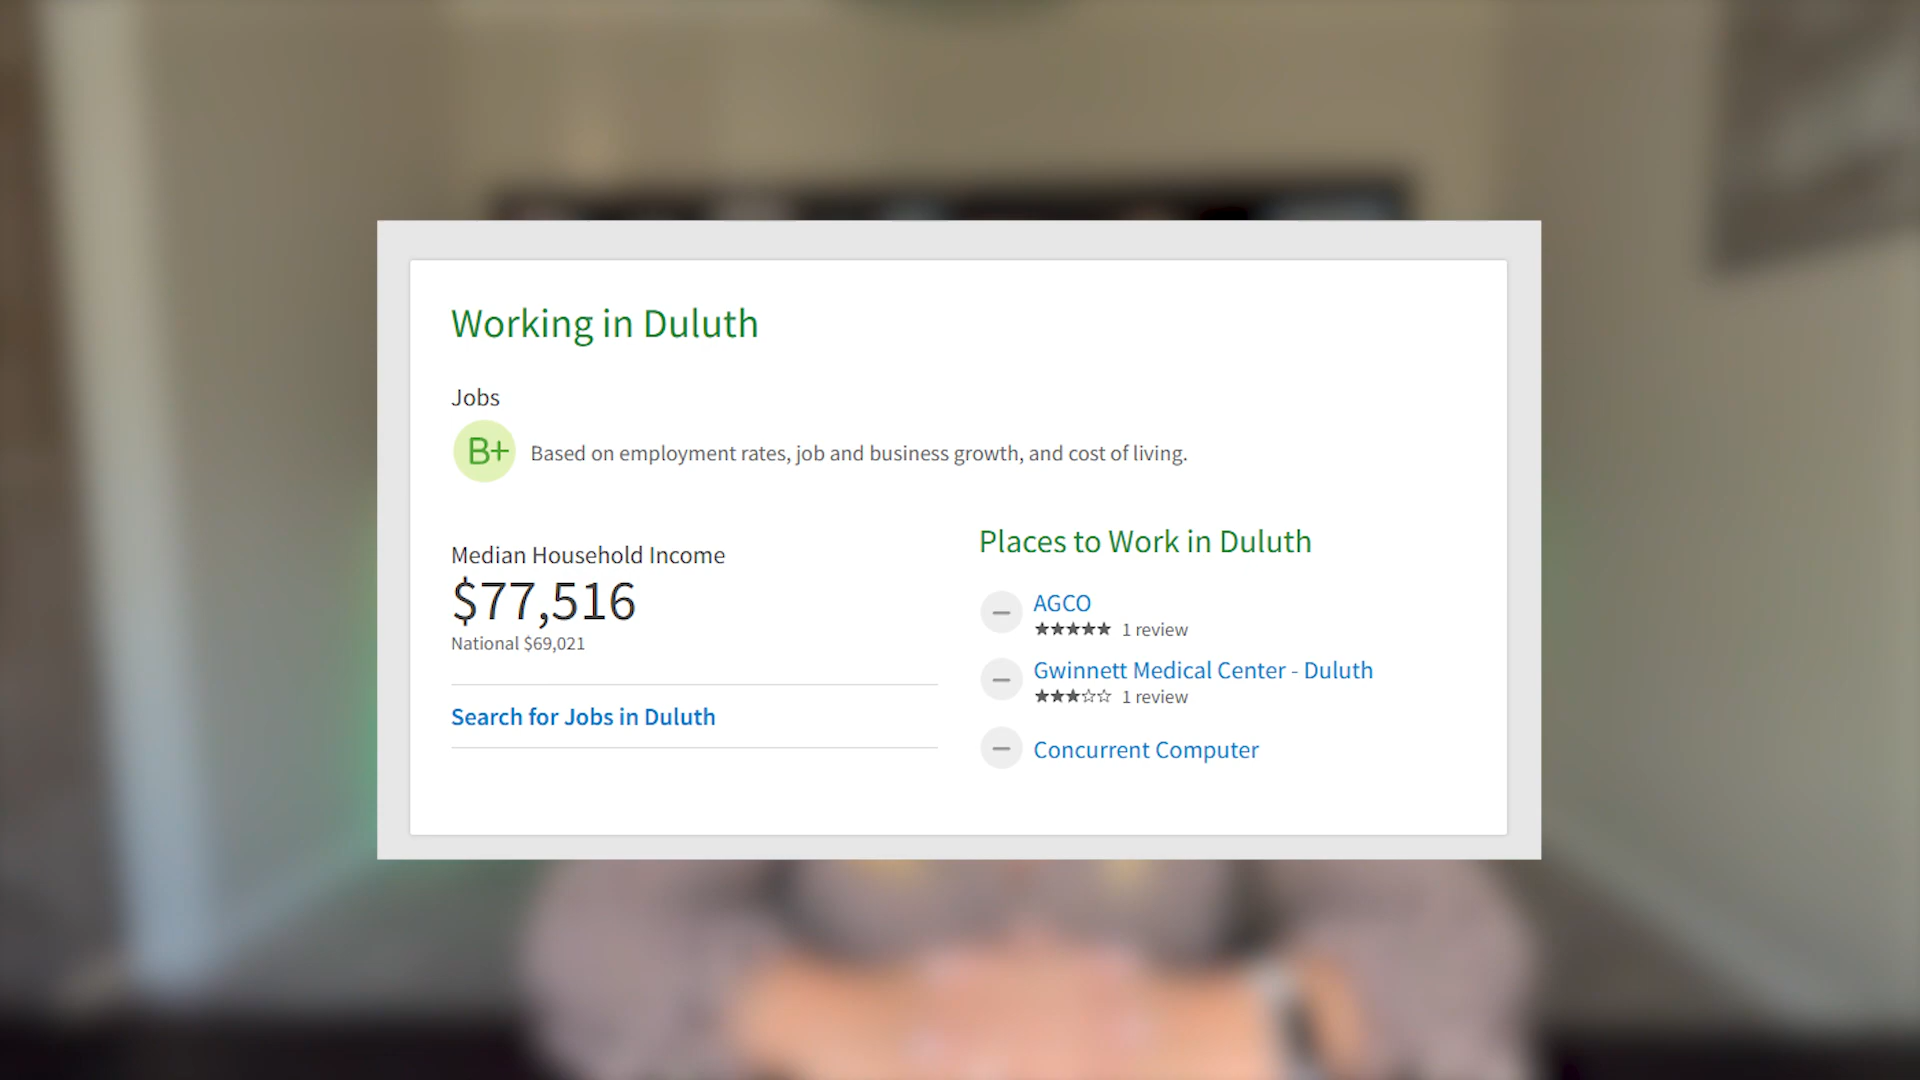 Working in Duluth
Jobs
B+
Based on employment rates, job and business growth, and cost of living.
Median Household Income
$77,516
National $69,021
Search for Jobs in Duluth
Places to Work in Duluth
AGCO
★★★★★ 1 review
Gwinnett Medical Center - Duluth
★★★☆☆ 1 review
Concurrent Computer